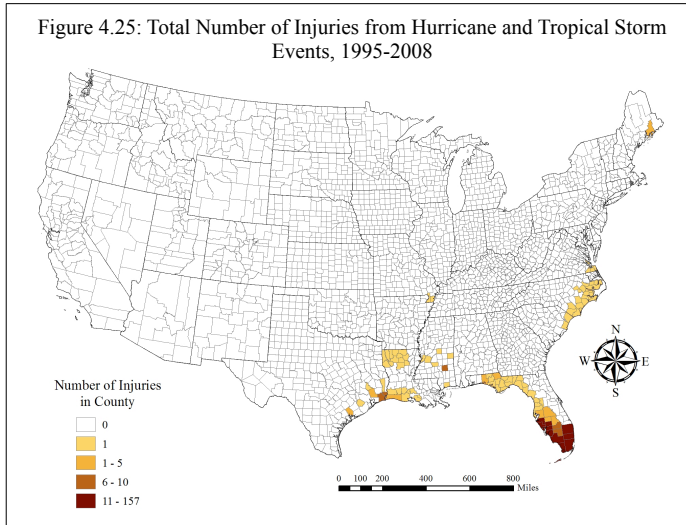 Figure 4.25: Total Number of Injuries from Hurricane and Tropical Storm
Events, 1995-2008
N
W
E
S
Number of Injuries
in County
0
1
1 - 5
6 - 10
11 - 157
0 100 200 400 600 800
Miles